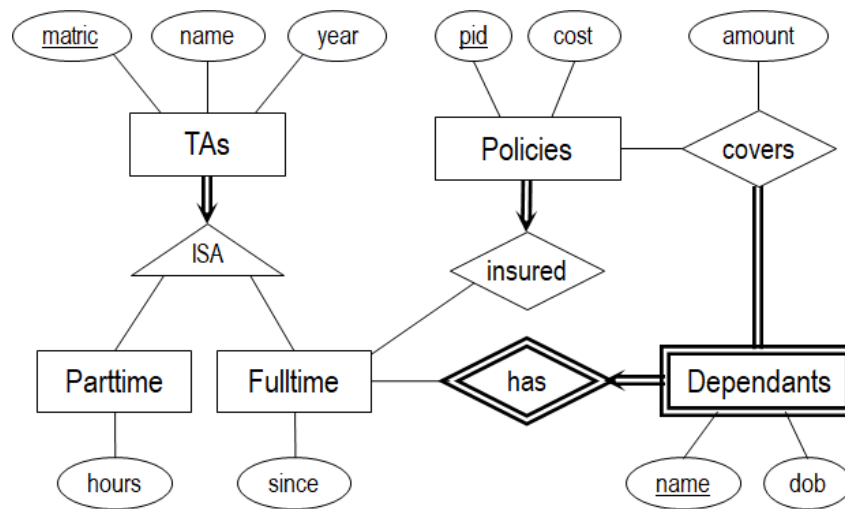 matric
name
year
pid
cost
amount
TAs
Policies
covers
ISA
insured
Parttime
Fulltime
has
Dependants
hours
since
name
dob